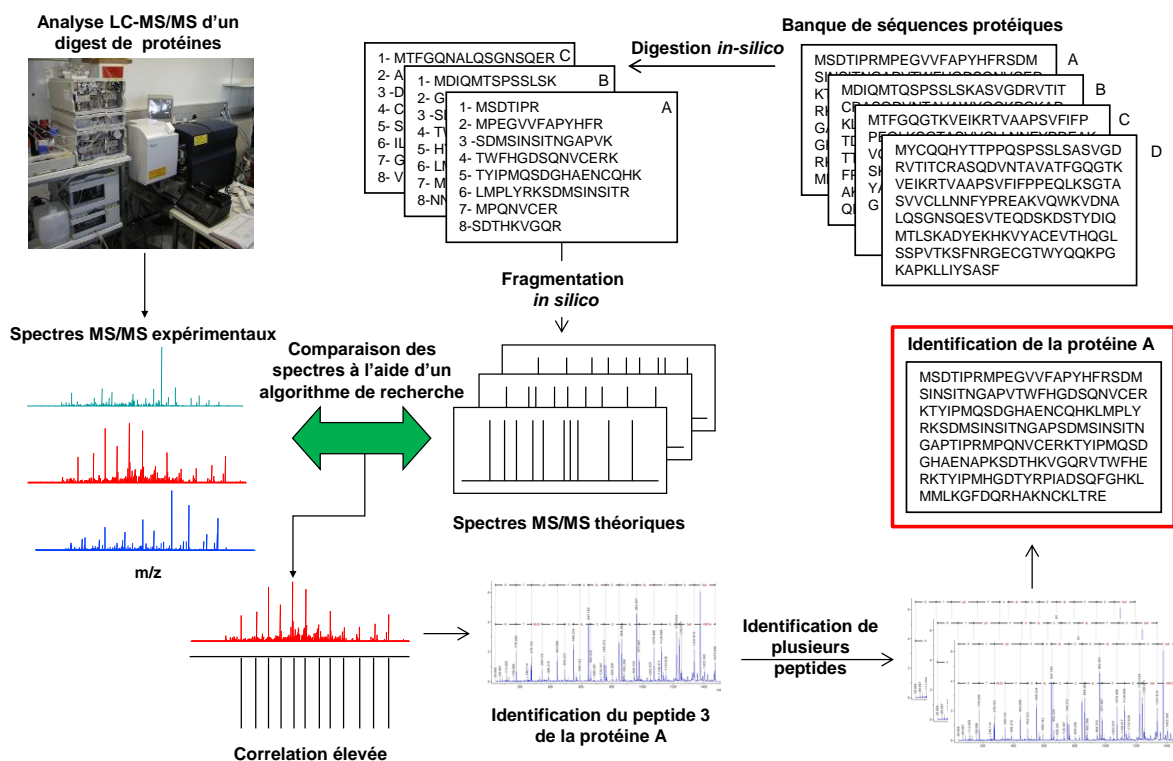 Analyse LC-MS/MS d'un
digest de protéines
Banque de séquences protéiques
Digestion in-silico
MSDTIPRMPEGVVFAPYHFRSDM
A
MDIQMTQSPSSLSKASVGDRVTIT
B
MTFGQGTKVEIKRTVAAPSVFIFP
C
MYCQQHYTTPPQSPSSLSASVGD
RVTITCRASQDVNTAVATFGQGTK
VEIKRTVAAPSVFIFPPEQLKSGTA
SVVCLLNNFYPREAKVQWKVDNA
LQSGNSQESVTEQDSKDSTYDIQ
MTLSKADYEKHKVYACEVTHQGL
SSPVTKSFNRGECGTWYQQKPG
KAPKLLIYSASF
D
1- MTFGQNALQSGNSQER
C
1- MDIQMTSPSSLSK
B
1- MSDTIPR
2 - MPEGVVFAPYHFR
3 -SDMSINSITNGAPVK
4 - TWFHGDSQNVCERK
5 - TYIPMQSDGHAENCQHK
6 - LMPLYRKSDMSINSITR
7 - MPQNVCER
8 -SDTHKVGQR
A
Fragmentation
in silico
Spectres MS/MS expérimentaux
Comparaison des
spectres à l'aide d'un
algorithme de recherche
m/z
Spectres MS/MS théoriques
Identification de la protéine A
MSDTIPRMPEGVVFAPYHFRSDM
SINSITNGAPVTWFHGDSQNVCER
KTYIPMQSDGHAENCQHKLMPLY
RKSDMSINSITNGAPSDMSINSITN
GAPTIPRMPQNVCERKTYIPMQSD
GHAENAPKSDTHKVGQRVTWFHE
RKTYIPMHGDTYRPIADSQFGHKL
MMLKGFDQRHAKNCKLTRE
Correlation élevée
Identification du peptide 3
de la protéine A
Identification de
plusieurs
peptides